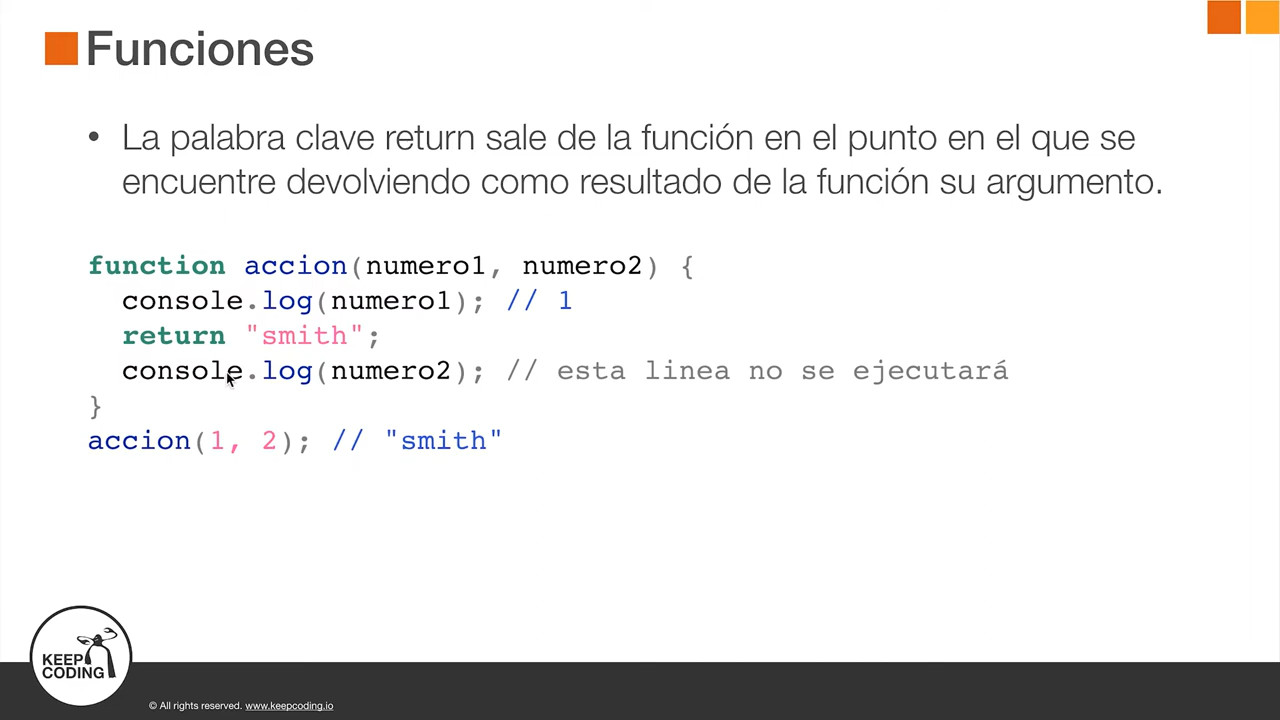 Funciones
• La palabra clave return sale de la función en el punto en el que se
encuentre devolviendo como resultado de la función su argumento.
function accion(numero1, numero2) {
  console.log(numero1); // 1
  return "smith";
  console.log(numero2); // esta linea no se ejecutará
}
accion(1, 2); // "smith"
KEEP
CODING
© All rights reserved. www.keepcoding.io